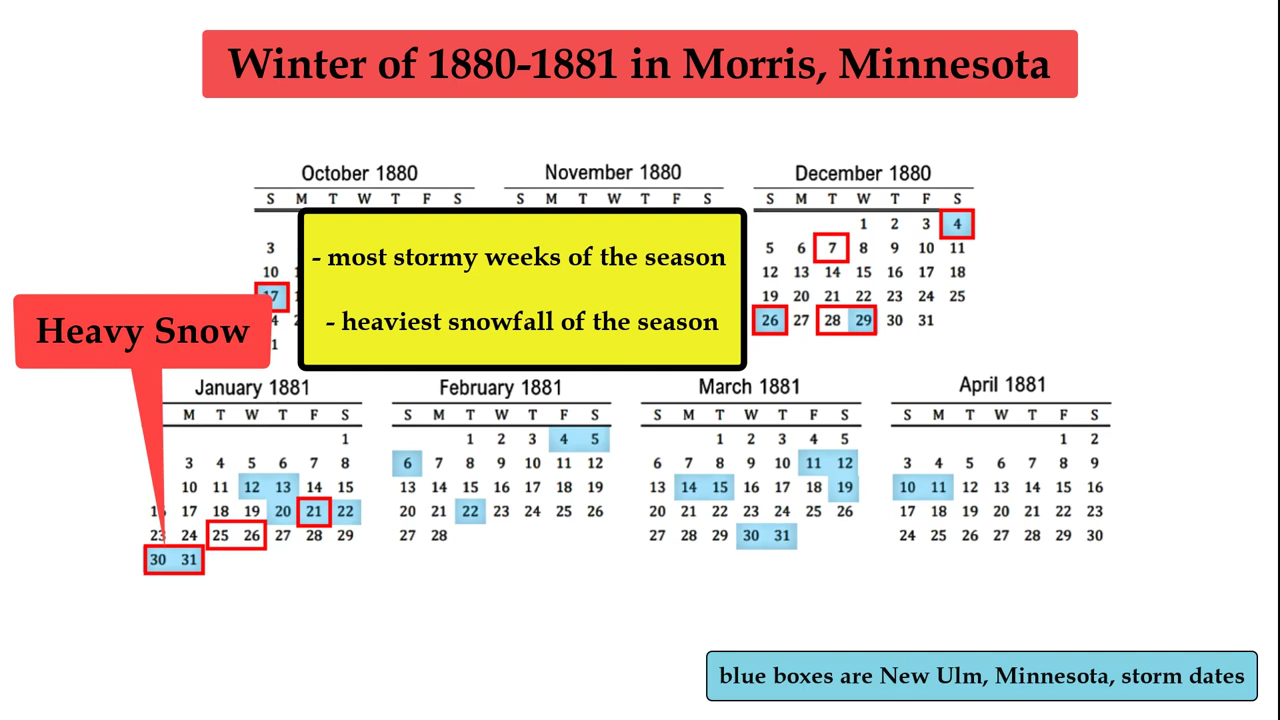 Winter of 1880-1881 in Morris, Minnesota
October 1880 November 1880 December 1880
S M T W T F S S M T W T F S S M T W T F S
1 2 3 4
3 5 6 7 8 9 10 11
10 12 13 14 15 16 17 18
17 19 20 21 22 23 24 25
26 27 28 29 30 31
- most stormy weeks of the season
- heaviest snowfall of the season
Heavy Snow
January 1881 February 1881 March 1881 April 1881
M T W T F S S M T W T F S S M T W T F S S M T W T F S
1 1 2 3 4 5 1 2 3 4 5 1 2
3 4 5 6 7 8 6 7 8 9 10 11 12 6 7 8 9 10 11 12 3 4 5 6 7 8 9
10 11 12 13 14 15 13 14 15 16 17 18 19 13 14 15 16 17 18 19 10 11 12 13 14 15 16
17 18 19 20 21 22 20 21 22 23 24 25 26 20 21 22 23 24 25 26 17 18 19 20 21 22 23
23 24 25 26 27 28 29 27 28 27 28 29 30 31 24 25 26 27 28 29 30
30 31
blue boxes are New Ulm, Minnesota, storm dates